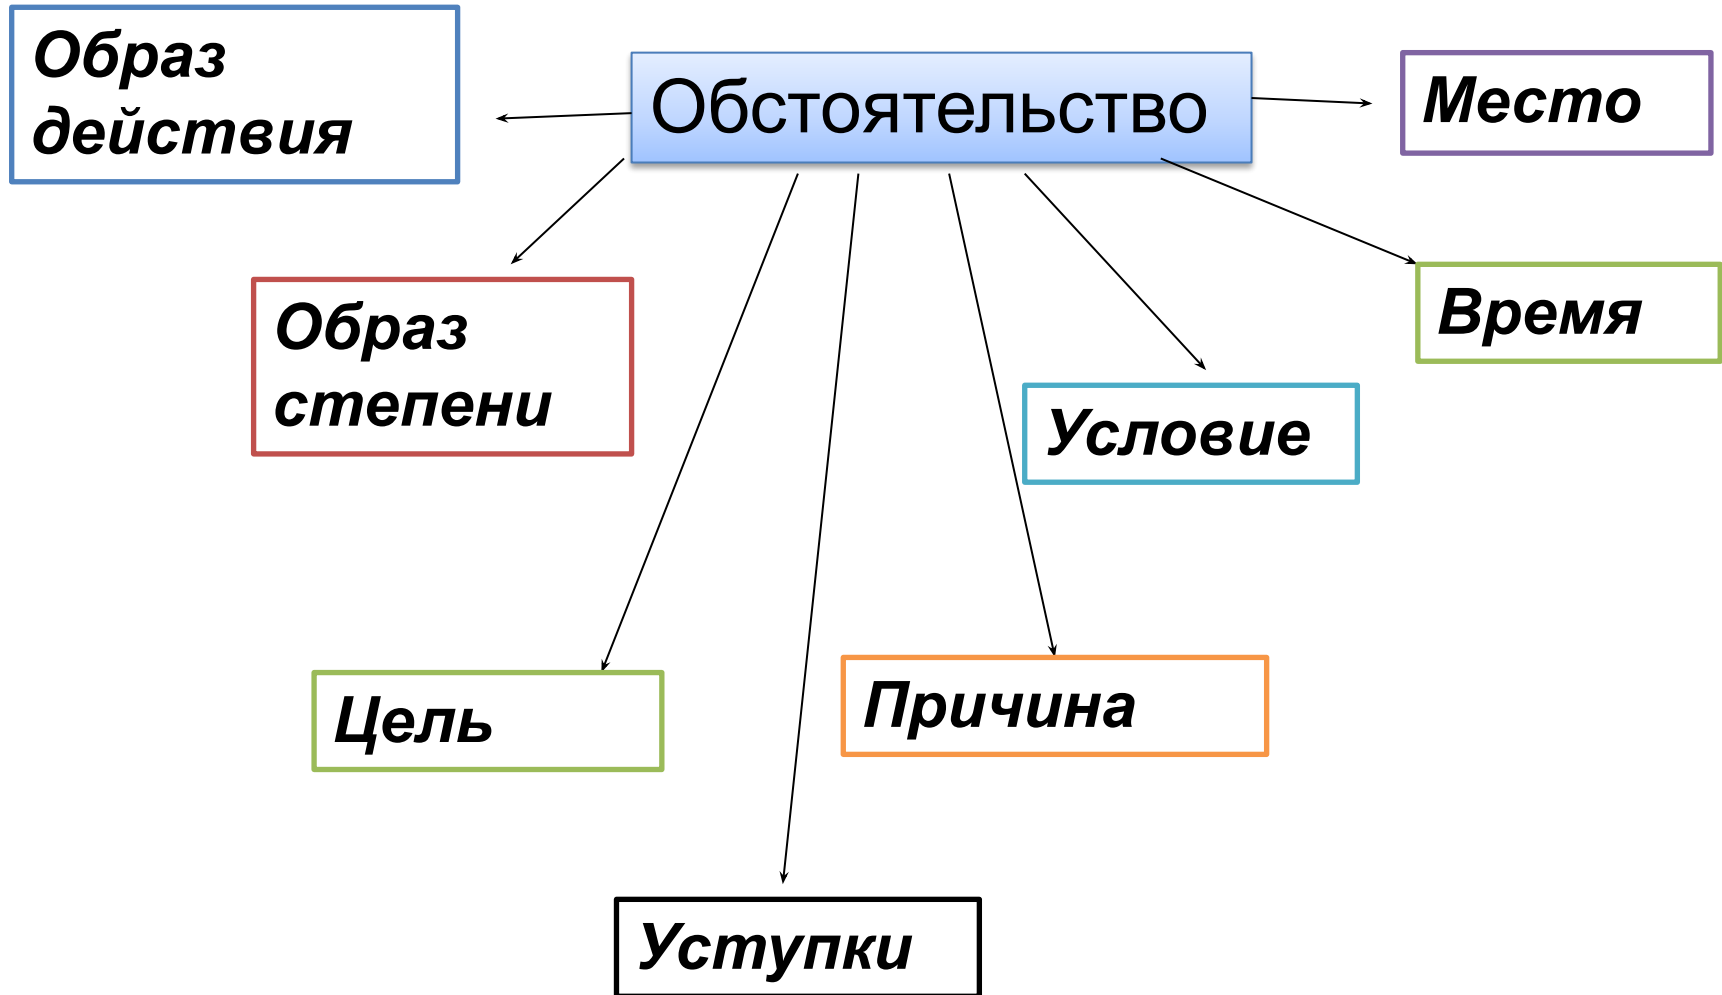 Образ
действия
Обстоятельство
Место
Образ
степени
Время
Условие
Цель
Причина
Уступки